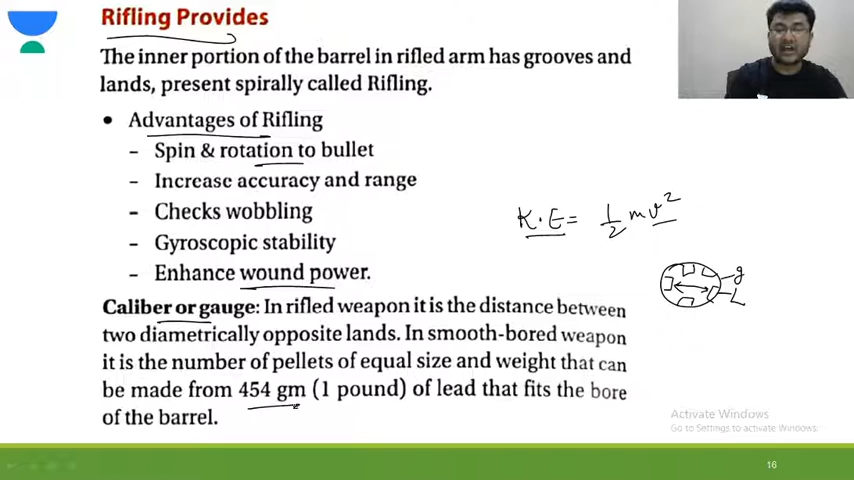 Rifling Provides
The inner portion of the barrel in rifled arm has grooves and
lands, present spirally called Rifling.
• Advantages of Rifling
– Spin & rotation to bullet
– Increase accuracy and range
– Checks wobbling
– Gyroscopic stability
– Enhance wound power.
K.E = 1/2 mv²
g
L
Caliber or gauge: In rifled weapon it is the distance between
two diametrically opposite lands. In smooth-bored weapon
it is the number of pellets of equal size and weight that can
be made from 454 gm (1 pound) of lead that fits the bore
of the barrel.
Activate Windows
Go to Settings to activate Windows.
16